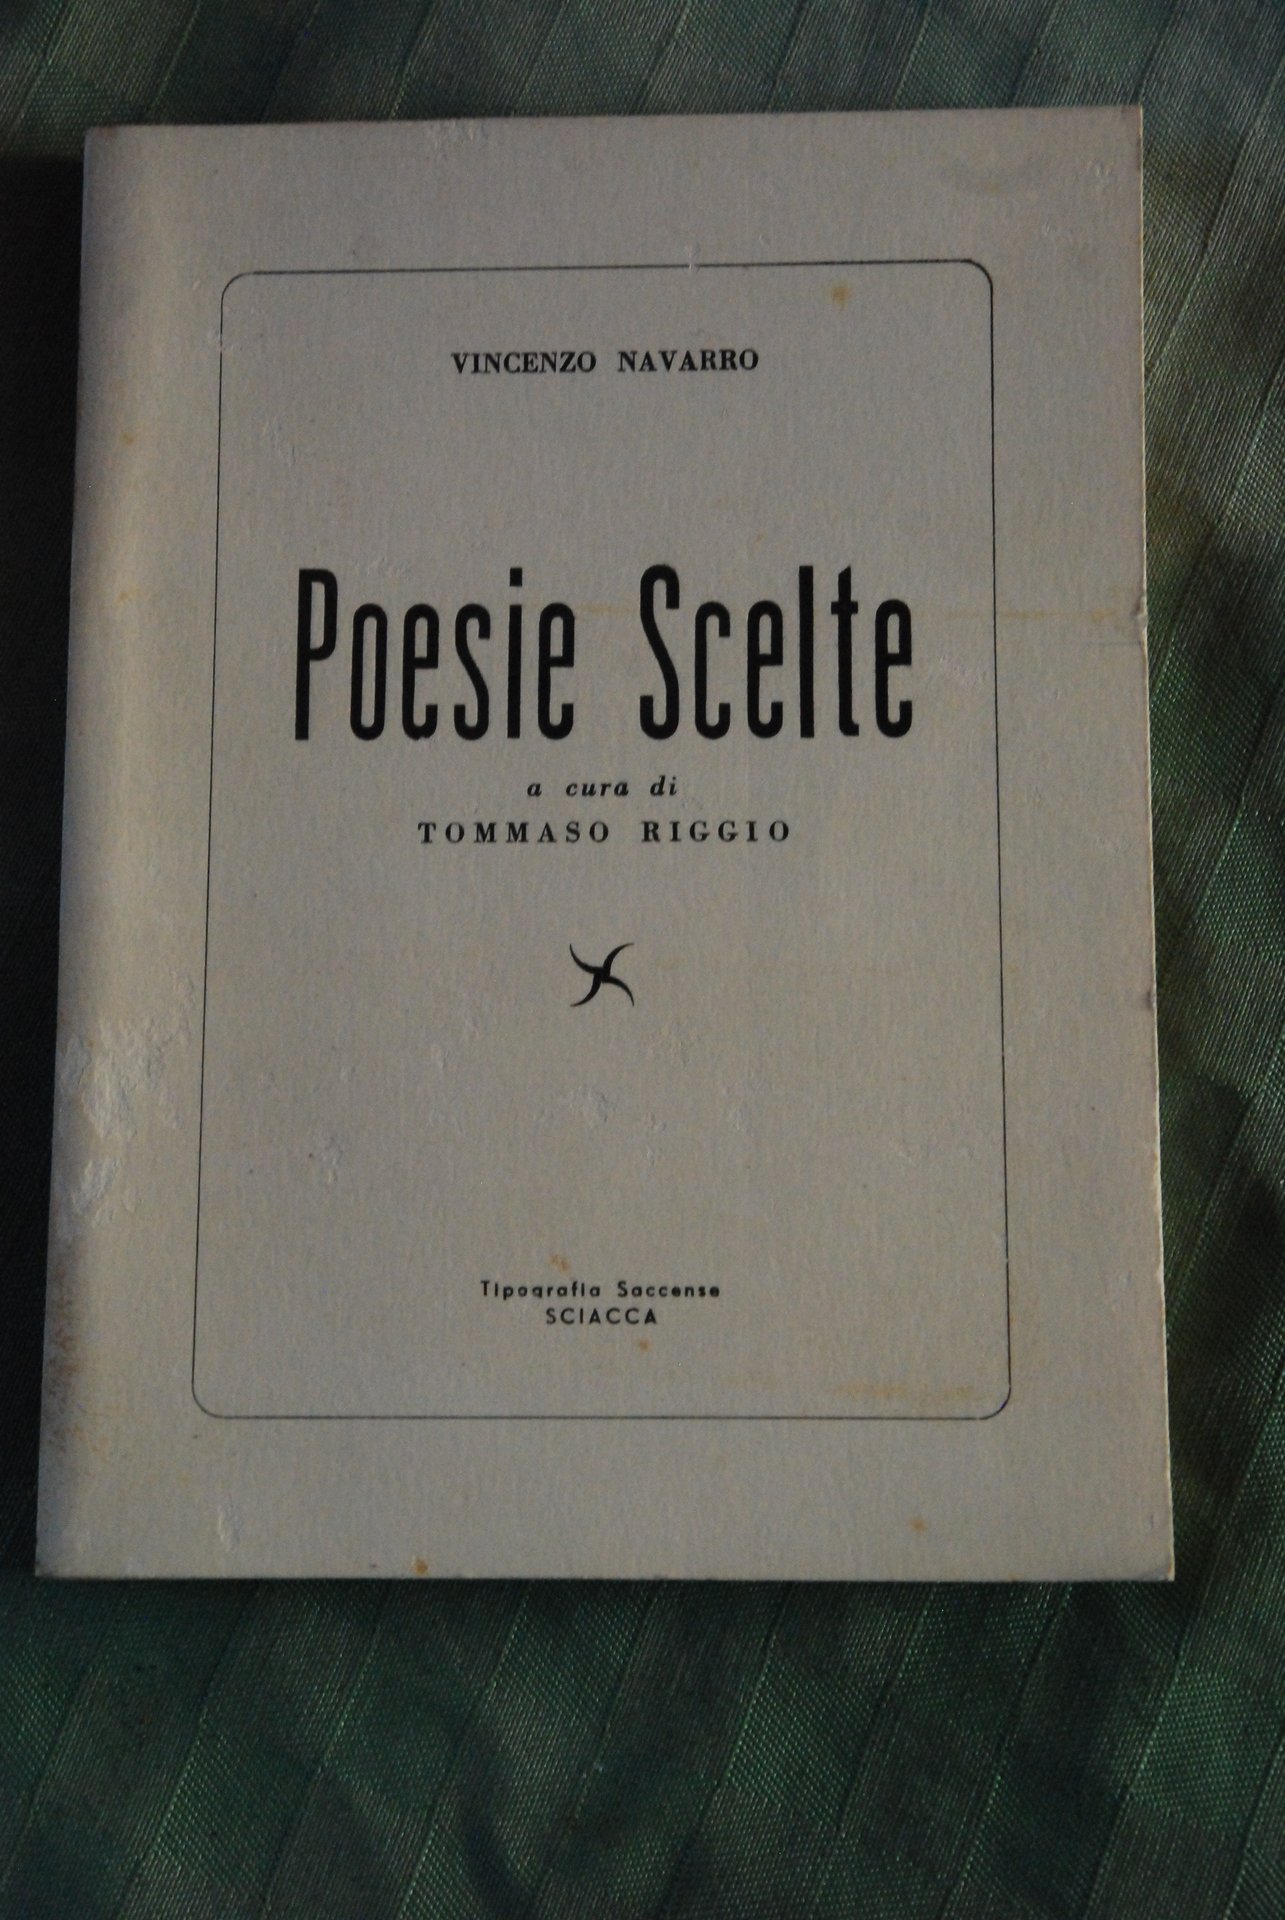 VINCENZO NAVARRO
Poesie Scelte
a cura di
TOMMASO RIGGIO
Tipografia Saccense
SCIACCA